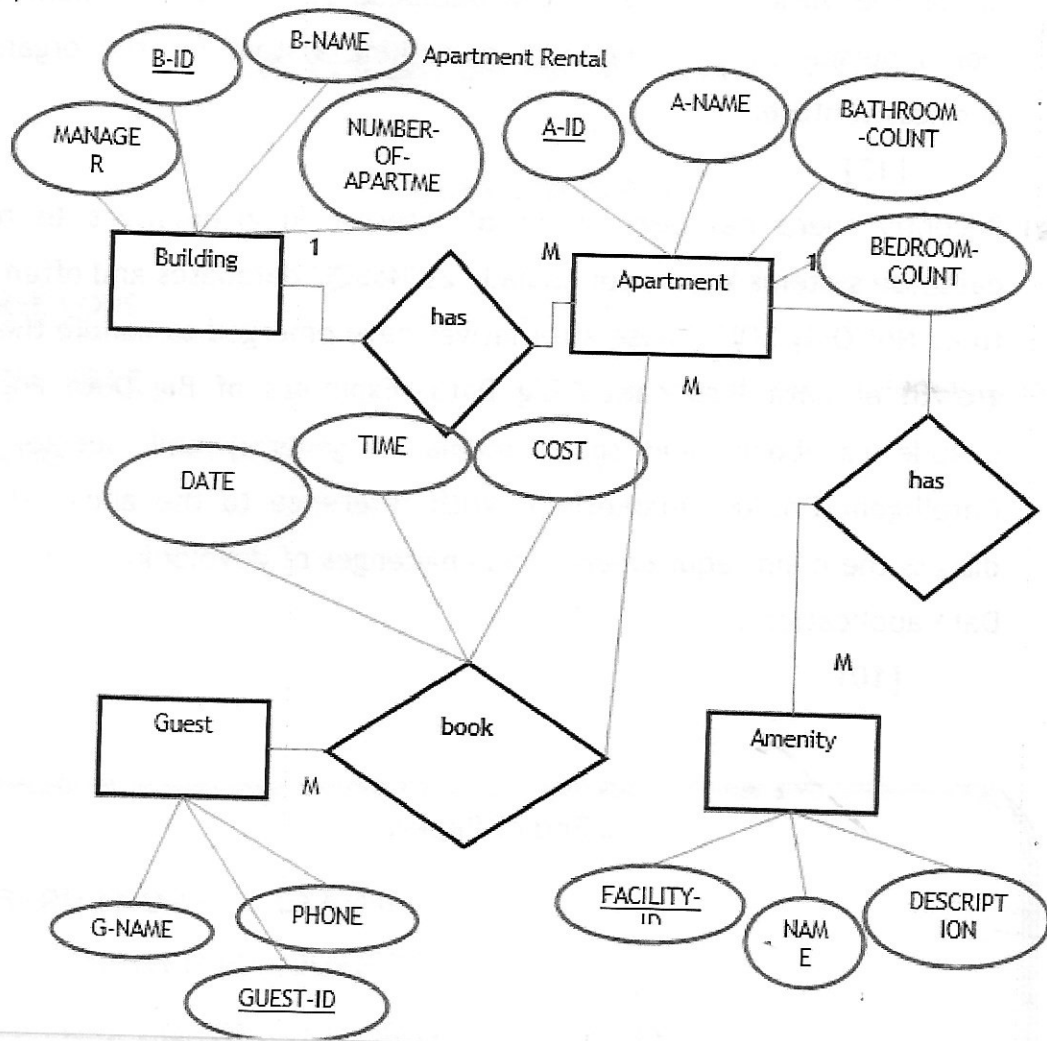 B-NAME
B-ID
Apartment Rental
A-NAME
BATHROOM
-COUNT
A-ID
MANAGE
R
NUMBER-
OF-
APARTME
Building
1
M
Apartment
1
BEDROOM-
COUNT
has
M
TIME
COST
DATE
has
M
Guest
book
Amenity
M
G-NAME
PHONE
GUEST-ID
FACILITY-
ID
NAM
E
DESCRIPT
ION